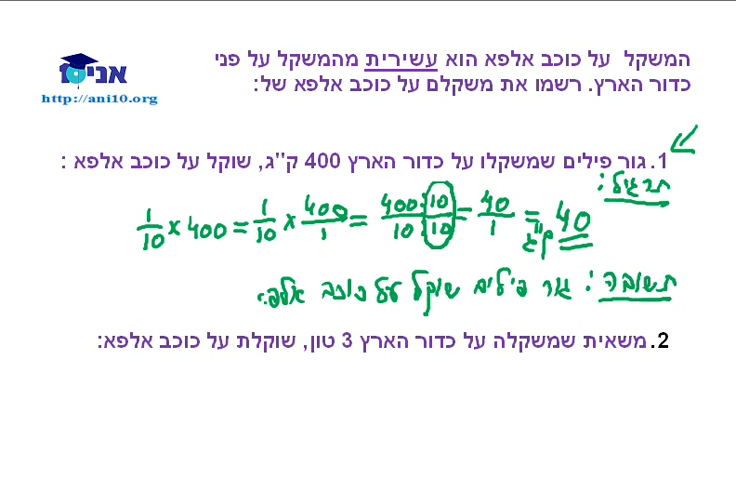 המשקל על כוכב אלפא הוא עשירית מהמשקל על פני
כדור הארץ. רשמו את משקלם על כוכב אלפא של:
אני10
http://ani10.org
1. גור פילים שמשקלו על כדור הארץ 400 ק"ג, שוקל על כוכב אלפא :
תרגיל:
1/10 × 400 = 1/10 × 400/1 = 400:10/10:10 = 40/1 = 40 ק"ג
תשובה: גור פילים שוקל על כוכב אלפא
2. משאית שמשקלה על כדור הארץ 3 טון, שוקלת על כוכב אלפא: